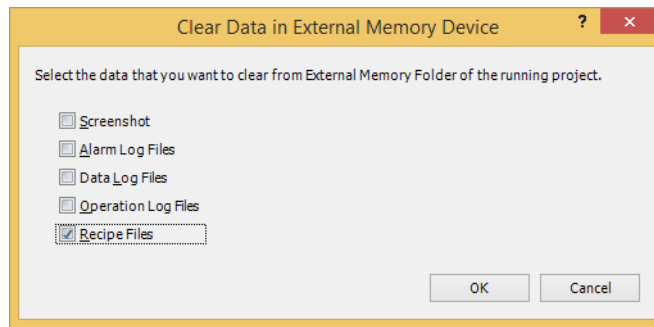 Clear Data in External Memory Device
?
×
Select the data that you want to clear from External Memory Folder of the running project.
Screenshot
Alarm Log Files
Data Log Files
Operation Log Files
Recipe Files
OK Cancel